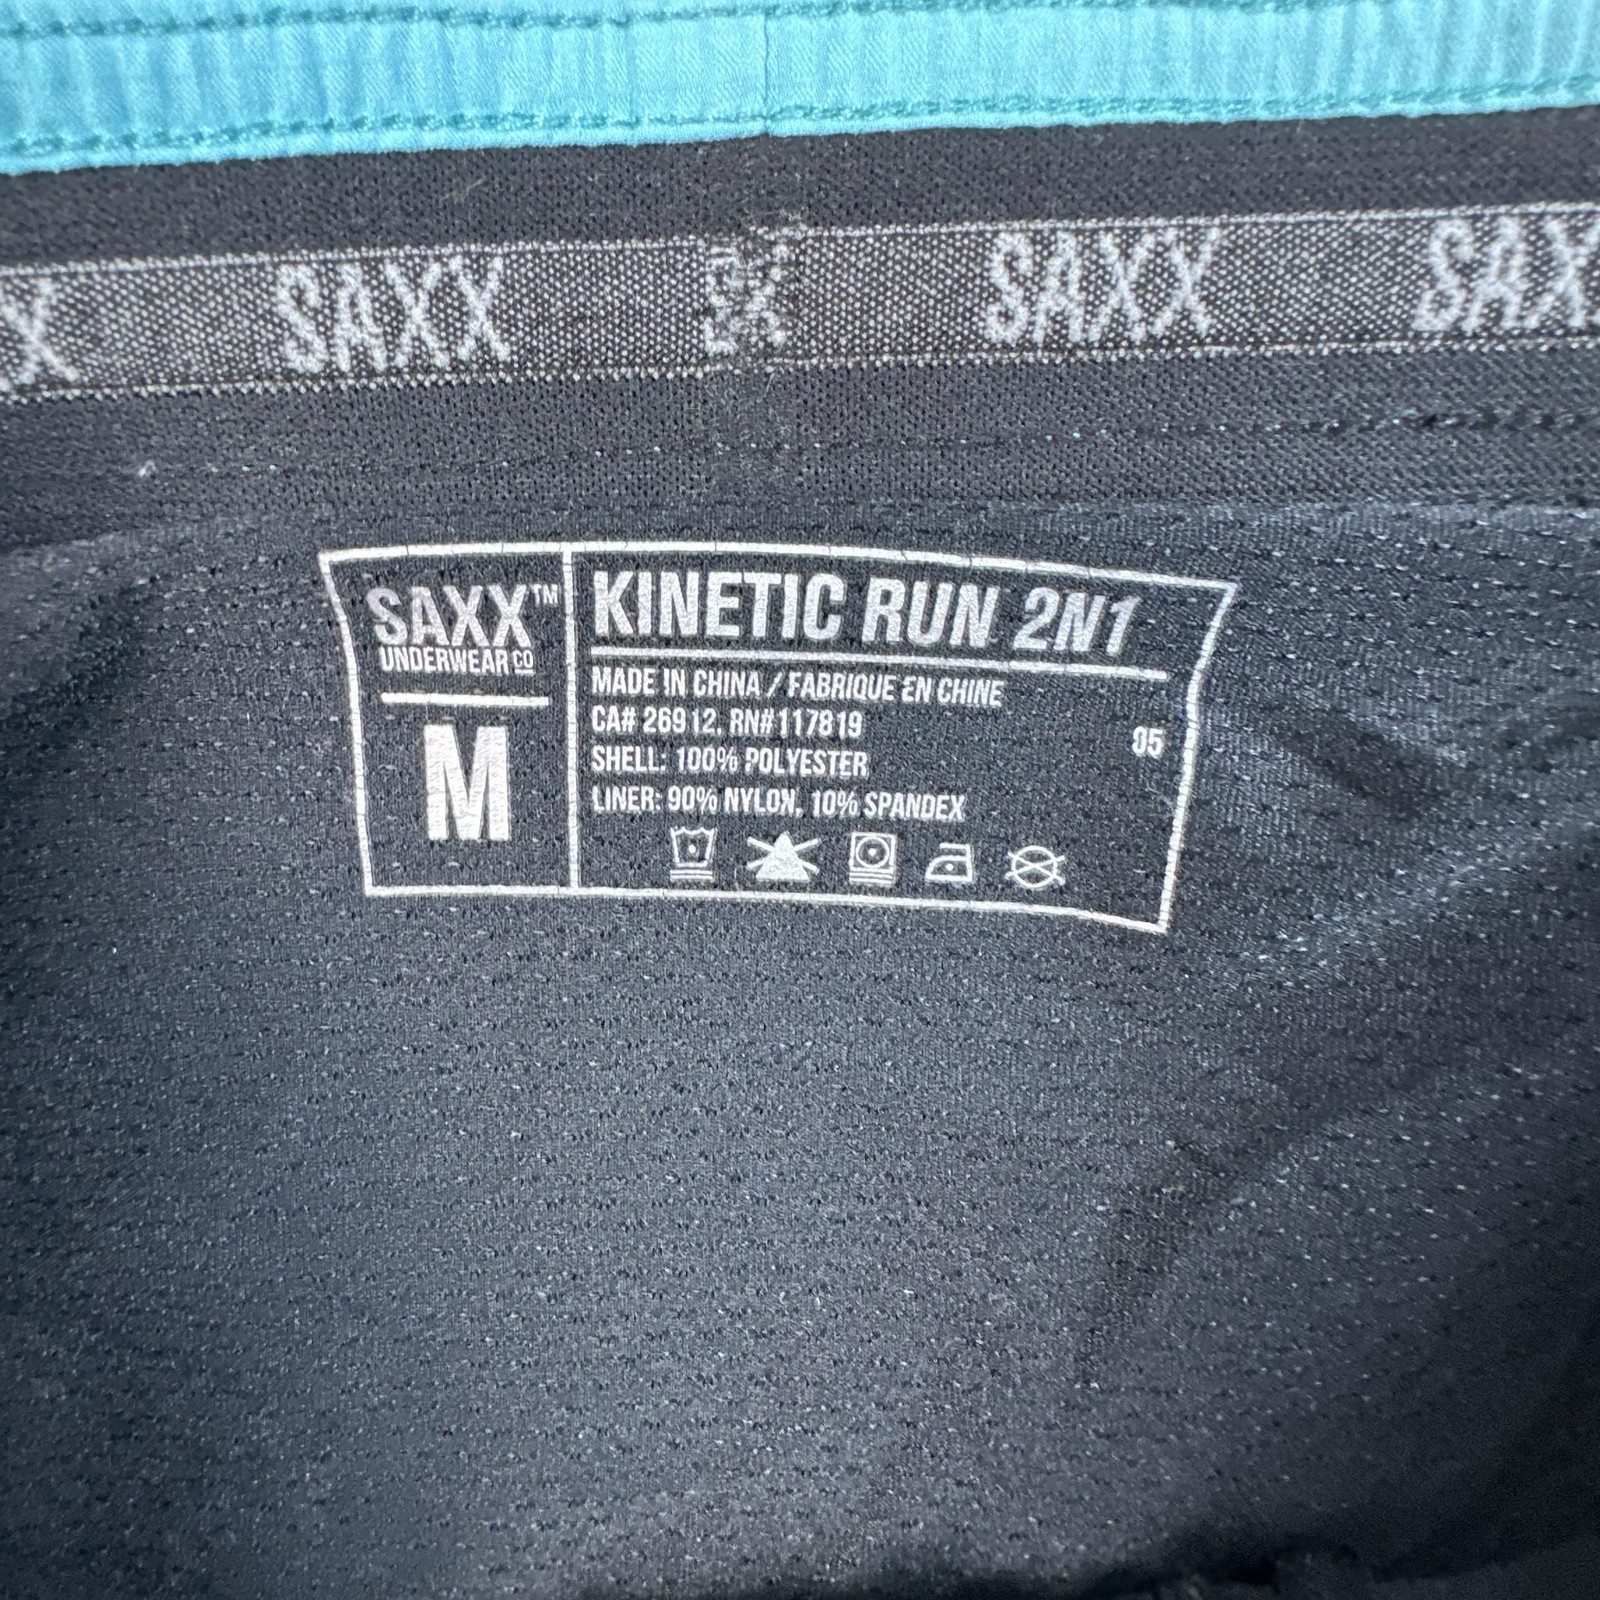 SAXX SAXX SAXX
SAXX™
UNDERWEAR CO
M
KINETIC RUN 2N1
MADE IN CHINA / FABRIQUE EN CHINE
CA# 26912, RN#117819
05
SHELL: 100% POLYESTER
LINER: 90% NYLON, 10% SPANDEX